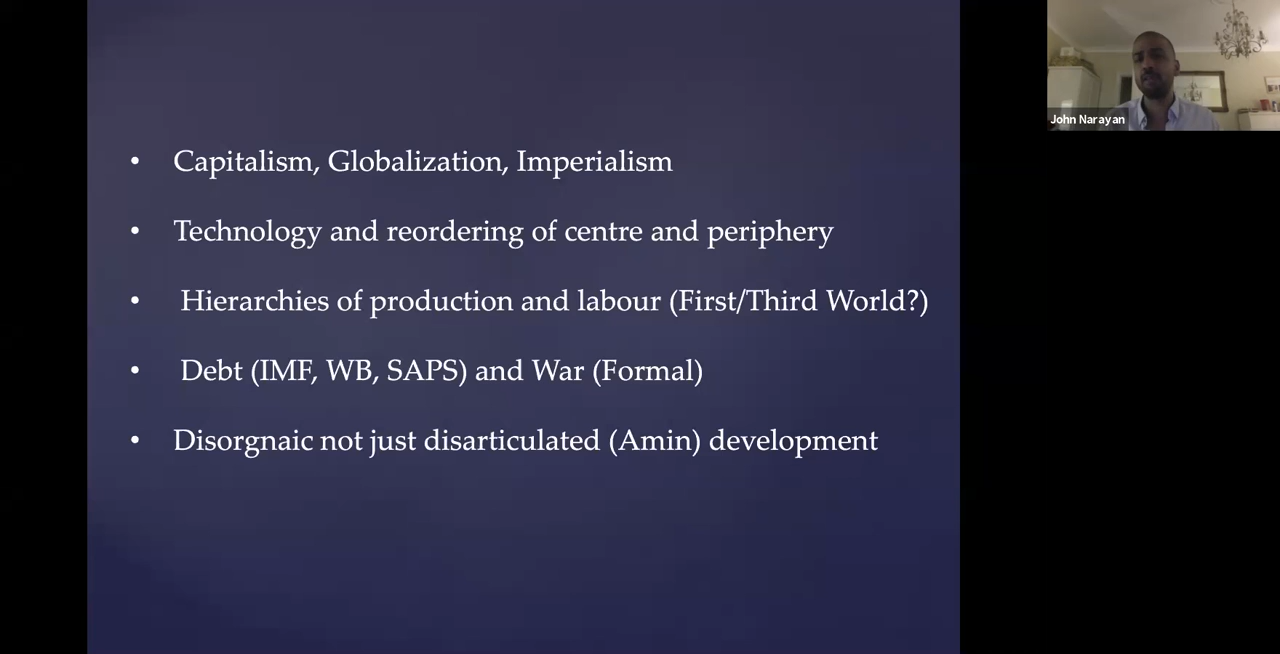 • Capitalism, Globalization, Imperialism
• Technology and reordering of centre and periphery
• Hierarchies of production and labour (First/Third World?)
• Debt (IMF, WB, SAPS) and War (Formal)
• Disorgnaic not just disarticulated (Amin) development
John Narayan